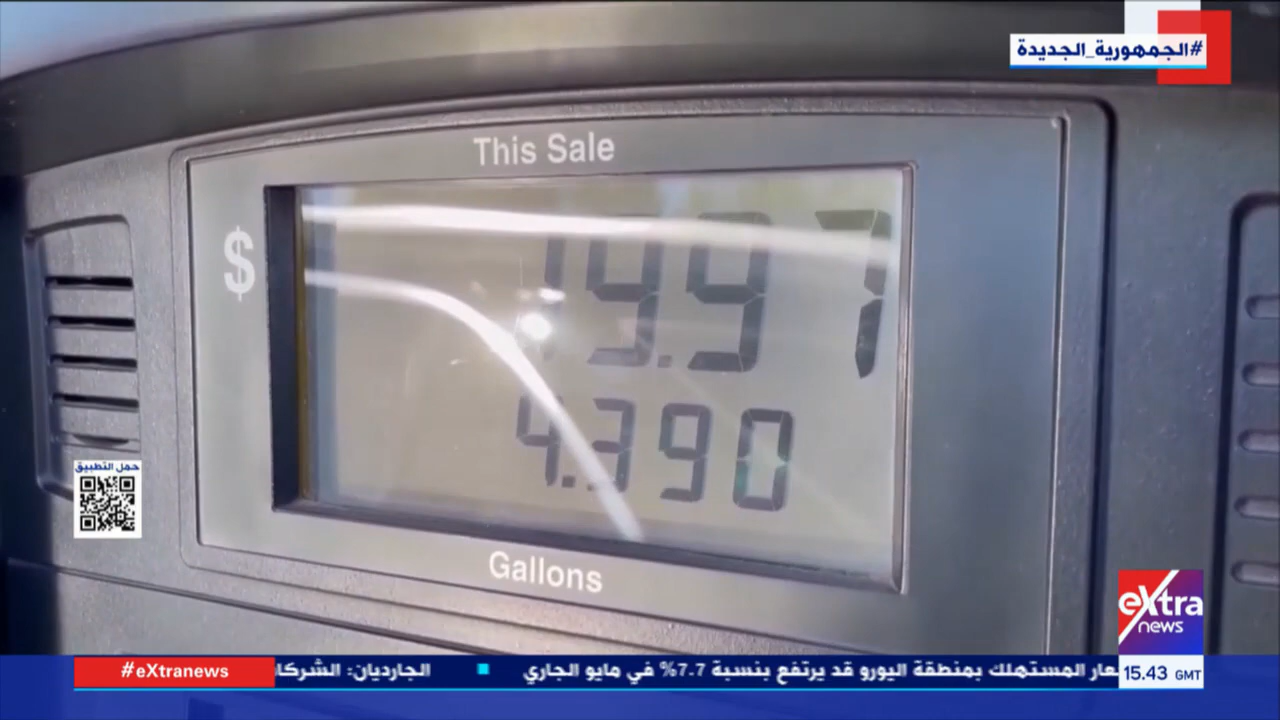 #الجمهورية_الجديدة
This Sale
$
19.97
4.390
Gallons
حمل التطبيق
eXtra
news
15.43 GMT
#eXtranews
عار المستهلك بمنطقة اليورو قد يرتفع بنسبة 7.7% في مايو الجاري ■ الجارديان: